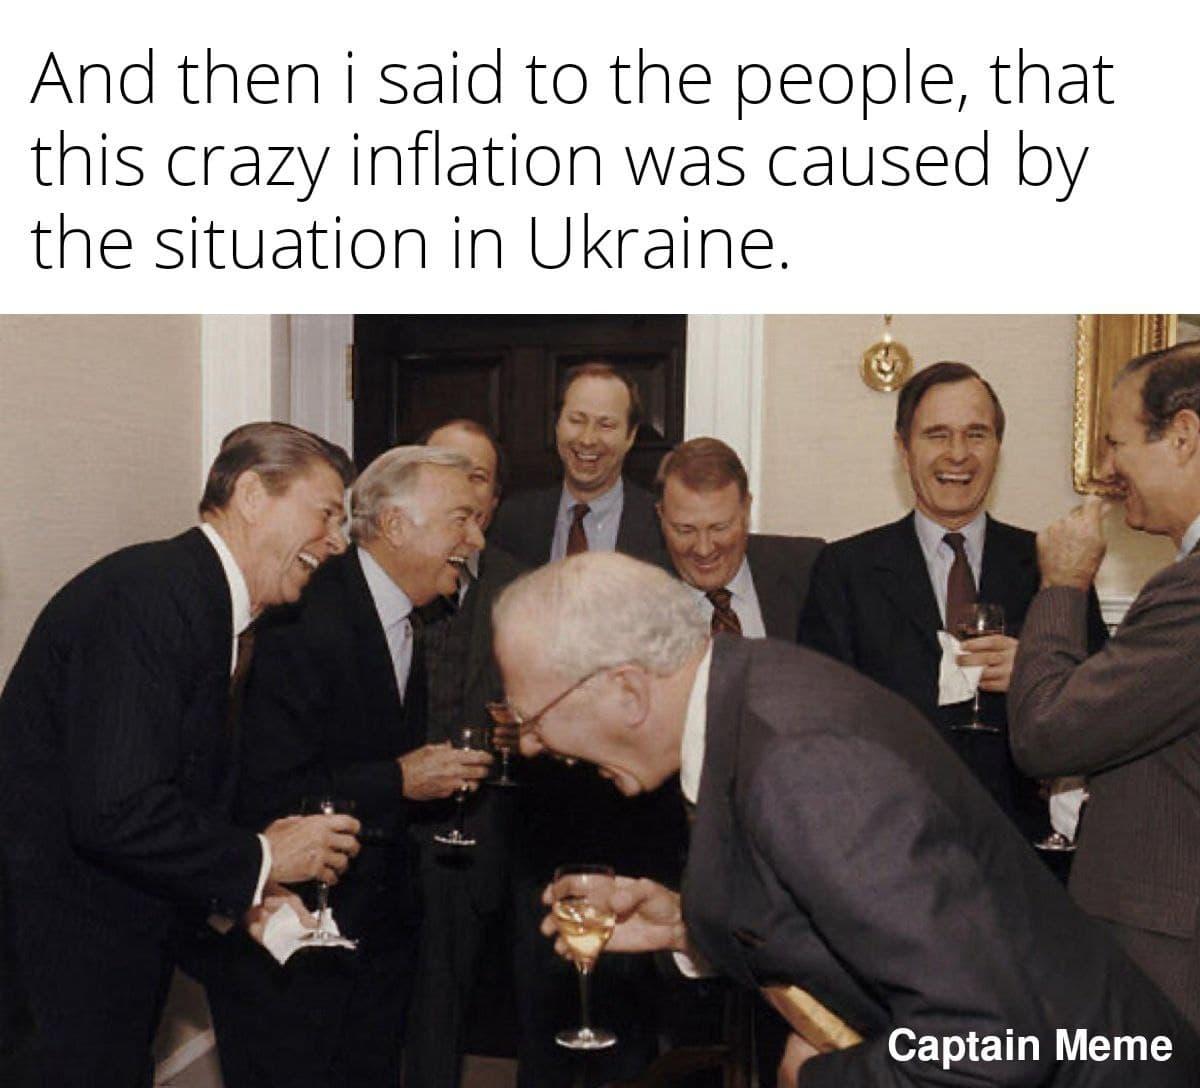 And then i said to the people, that
this crazy inflation was caused by
the situation in Ukraine.
Captain Meme